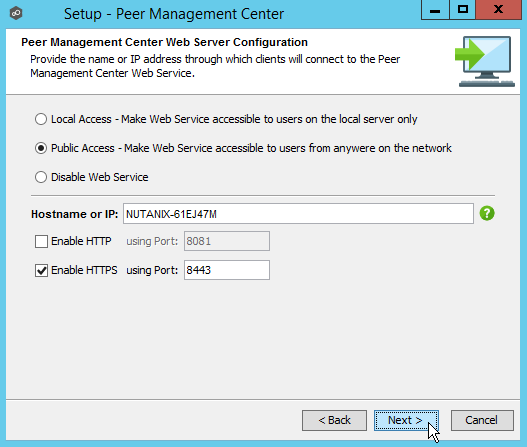 Setup - Peer Management Center
Peer Management Center Web Server Configuration
Provide the name or IP address through which clients will connect to the Peer
Management Center Web Service.
Local Access - Make Web Service accessible to users on the local server only
Public Access - Make Web Service accessible to users from anywere on the network
Disable Web Service
Hostname or IP: NUTANIX-61EJ47M
Enable HTTP using Port: 8081
Enable HTTPS using Port: 8443
< Back Next > Cancel